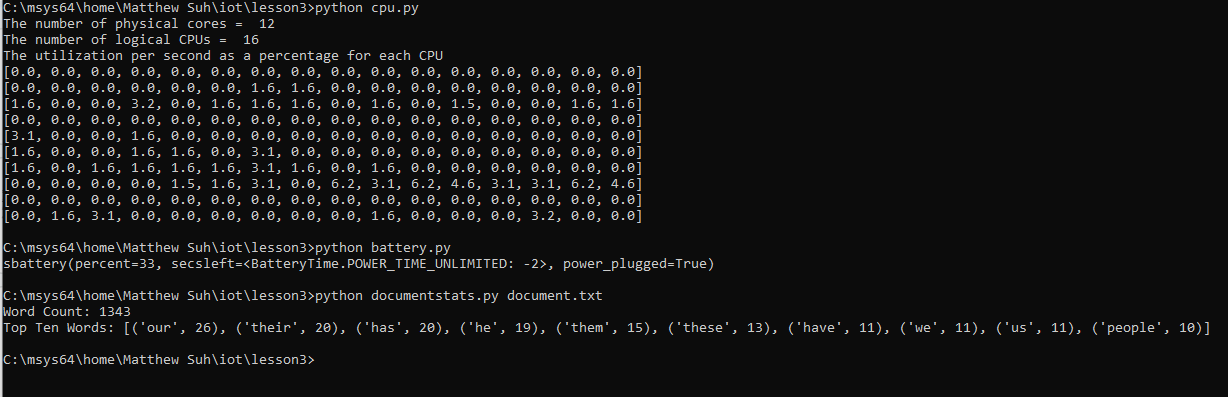 C:\msys64\home\Matthew Suh\iot\lesson3>python cpu.py
The number of physical cores =  12
The number of logical CPUs =  16
The utilization per second as a percentage for each CPU
[0.0, 0.0, 0.0, 0.0, 0.0, 0.0, 0.0, 0.0, 0.0, 0.0, 0.0, 0.0, 0.0, 0.0, 0.0, 0.0]
[0.0, 0.0, 0.0, 0.0, 0.0, 0.0, 1.6, 1.6, 0.0, 0.0, 0.0, 0.0, 0.0, 0.0, 0.0, 0.0]
[1.6, 0.0, 0.0, 3.2, 0.0, 1.6, 1.6, 1.6, 0.0, 1.6, 0.0, 1.5, 0.0, 0.0, 1.6, 1.6]
[0.0, 0.0, 0.0, 0.0, 0.0, 0.0, 0.0, 0.0, 0.0, 0.0, 0.0, 0.0, 0.0, 0.0, 0.0, 0.0]
[3.1, 0.0, 0.0, 1.6, 0.0, 0.0, 0.0, 0.0, 0.0, 0.0, 0.0, 0.0, 0.0, 0.0, 0.0, 0.0]
[1.6, 0.0, 0.0, 1.6, 1.6, 0.0, 3.1, 0.0, 0.0, 0.0, 0.0, 0.0, 0.0, 0.0, 0.0, 0.0]
[1.6, 0.0, 1.6, 1.6, 1.6, 1.6, 3.1, 1.6, 0.0, 1.6, 0.0, 0.0, 0.0, 0.0, 0.0, 0.0]
[0.0, 0.0, 0.0, 0.0, 1.5, 1.6, 3.1, 0.0, 6.2, 3.1, 6.2, 4.6, 3.1, 3.1, 6.2, 4.6]
[0.0, 0.0, 0.0, 0.0, 0.0, 0.0, 0.0, 0.0, 0.0, 0.0, 0.0, 0.0, 0.0, 0.0, 0.0, 0.0]
[0.0, 1.6, 3.1, 0.0, 0.0, 0.0, 0.0, 0.0, 0.0, 1.6, 0.0, 0.0, 0.0, 3.2, 0.0, 0.0]
C:\msys64\home\Matthew Suh\iot\lesson3>python battery.py
sbattery(percent=33, secsleft=<BatteryTime.POWER_TIME_UNLIMITED: -2>, power_plugged=True)
C:\msys64\home\Matthew Suh\iot\lesson3>python documentstats.py document.txt
Word Count: 1343
Top Ten Words: [('our', 26), ('their', 20), ('has', 20), ('he', 19), ('them', 15), ('these', 13), ('have', 11), ('we', 11), ('us', 11), ('people', 10)]
C:\msys64\home\Matthew Suh\iot\lesson3>